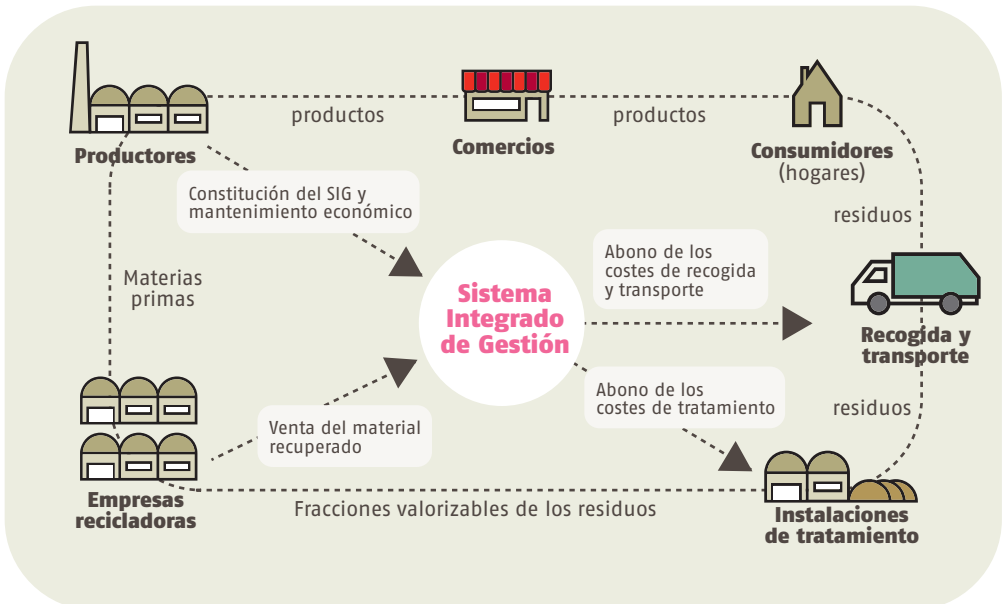 productos
productos
Productores
Comercios
Consumidores
(hogares)
Constitución del SIG y
mantenimiento económico
residuos
Materias
primas
Abono de los
costes de recogida
y transporte
Sistema
Integrado
de Gestión
Recogida y
transporte
Abono de los
costes de tratamiento
residuos
Venta del material
recuperado
Empresas
recicladoras
Fracciones valorizables de los residuos
Instalaciones
de tratamiento